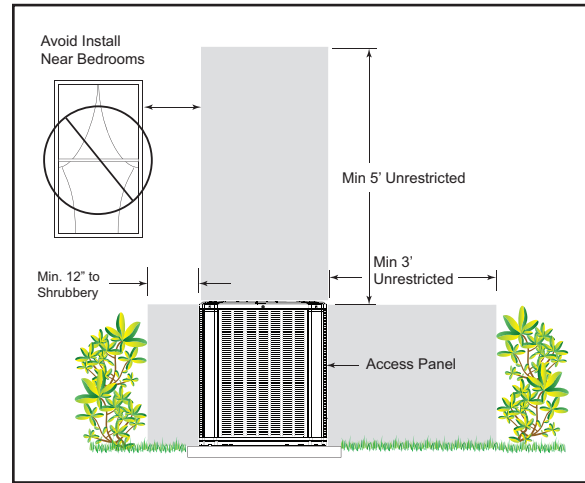 Avoid Install
Near Bedrooms
Min 5’ Unrestricted
Min 3’
Unrestricted
Min. 12” to
Shrubbery
Access Panel